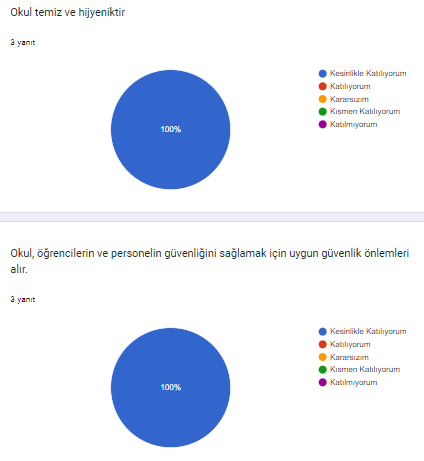 Okul temiz ve hijyeniktir
3 yanıt
100%
Kesinlikle Katılıyorum
Katılıyorum
Kararsızım
Kısmen Katılıyorum
Katılmıyorum
Okul, öğrencilerin ve personelin güvenliğini sağlamak için uygun güvenlik önlemleri
alır.
3 yanıt
100%
Kesinlikle Katılıyorum
Katılıyorum
Kararsızım
Kısmen Katılıyorum
Katılmıyorum